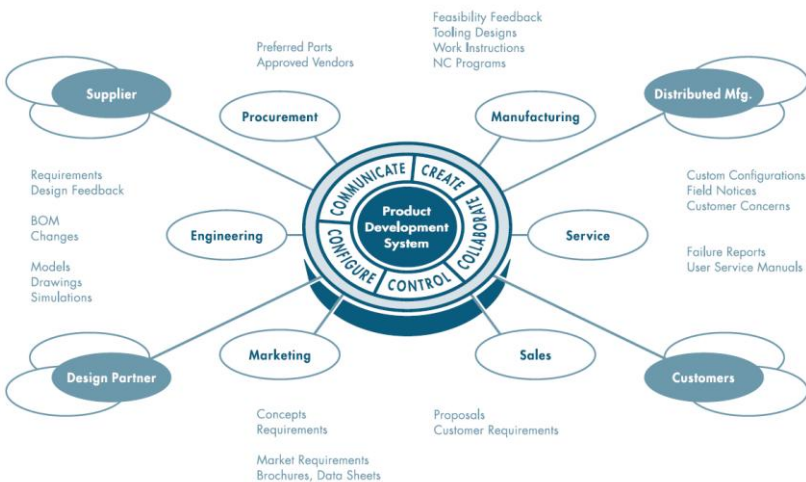 Feasibility Feedback
Tooling Designs
Work Instructions
NC Programs
Preferred Parts
Approved Vendors
Supplier
Distributed Mfg.
Procurement
Manufacturing
COMMUNICATE
CREATE
COLLABORATE
CONTROL
CONFIGURE
Product
Development
System
Requirements
Design Feedback
BOM
Changes
Models
Drawings
Simulations
Engineering
Service
Custom Configurations
Field Notices
Customer Concerns
Failure Reports
User Service Manuals
Marketing
Sales
Design Partner
Customers
Concepts
Requirements
Market Requirements
Brochures, Data Sheets
Proposals
Customer Requirements